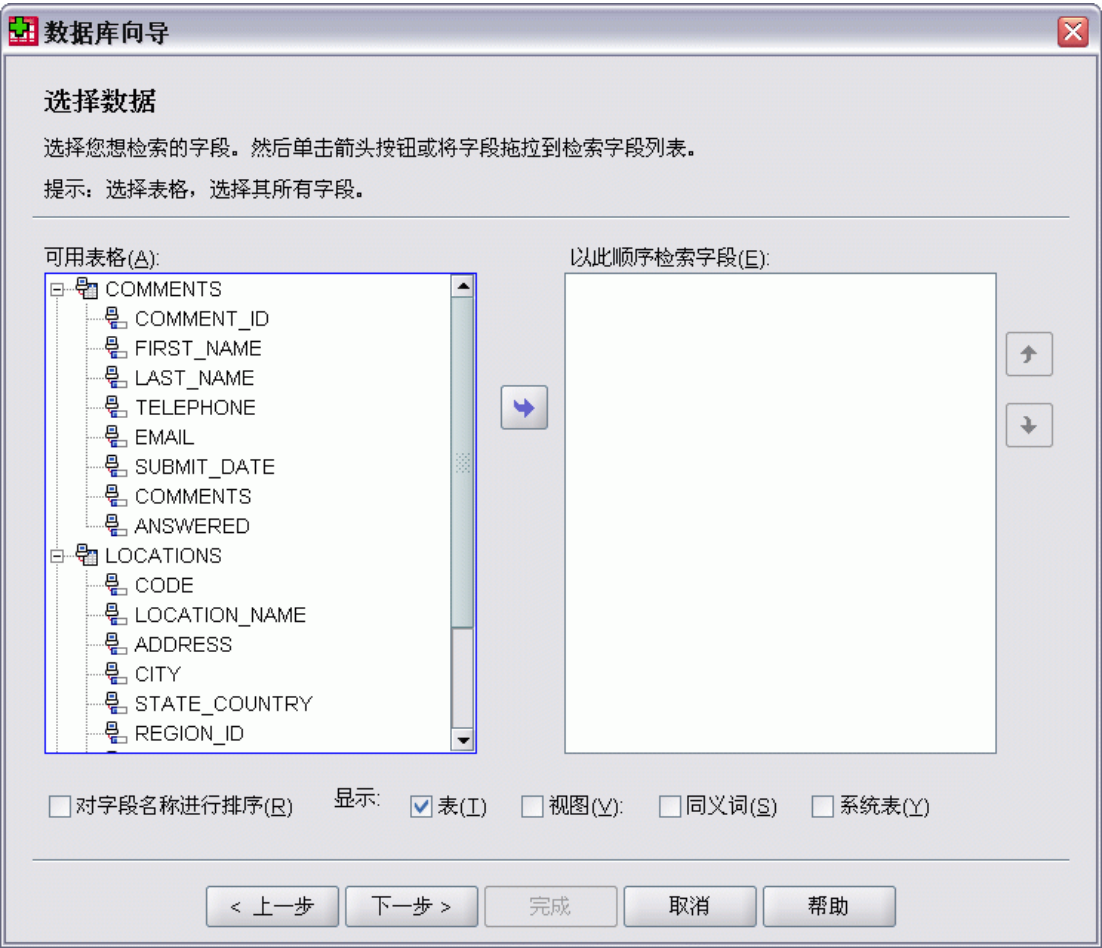 数据库向导
选择数据
选择您想检索的字段。然后单击箭头按钮或将字段拖拉到检索字段列表。
提示：选择表格，选择其所有字段。
可用表格(A):
以此顺序检索字段(E):
COMMENTS
COMMENT_ID
FIRST_NAME
LAST_NAME
TELEPHONE
EMAIL
SUBMIT_DATE
COMMENTS
ANSWERED
LOCATIONS
CODE
LOCATION_NAME
ADDRESS
CITY
STATE_COUNTRY
REGION_ID
对字段名称进行排序(R) 显示: 表(T) 视图(V): 同义词(S) 系统表(Y)
< 上一步 下一步 > 完成 取消 帮助